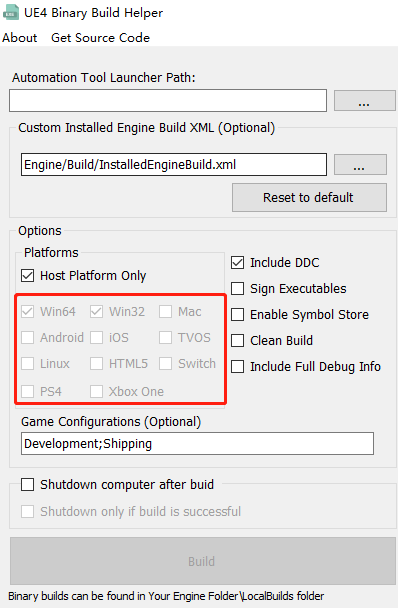 UE4 Binary Build Helper
About Get Source Code
Automation Tool Launcher Path:
...
Custom Installed Engine Build XML (Optional)
Engine/Build/InstalledEngineBuild.xml ...
Reset to default
Options
Platforms
Host Platform Only
Win64 Win32 Mac
Android iOS TVOS
Linux HTML5 Switch
PS4 Xbox One
Include DDC
Sign Executables
Enable Symbol Store
Clean Build
Include Full Debug Info
Game Configurations (Optional)
Development;Shipping
Shutdown computer after buid
Shutdown only if build is successful
Build
Binary builds can be found in Your Engine Folder\LocalBuilds folder